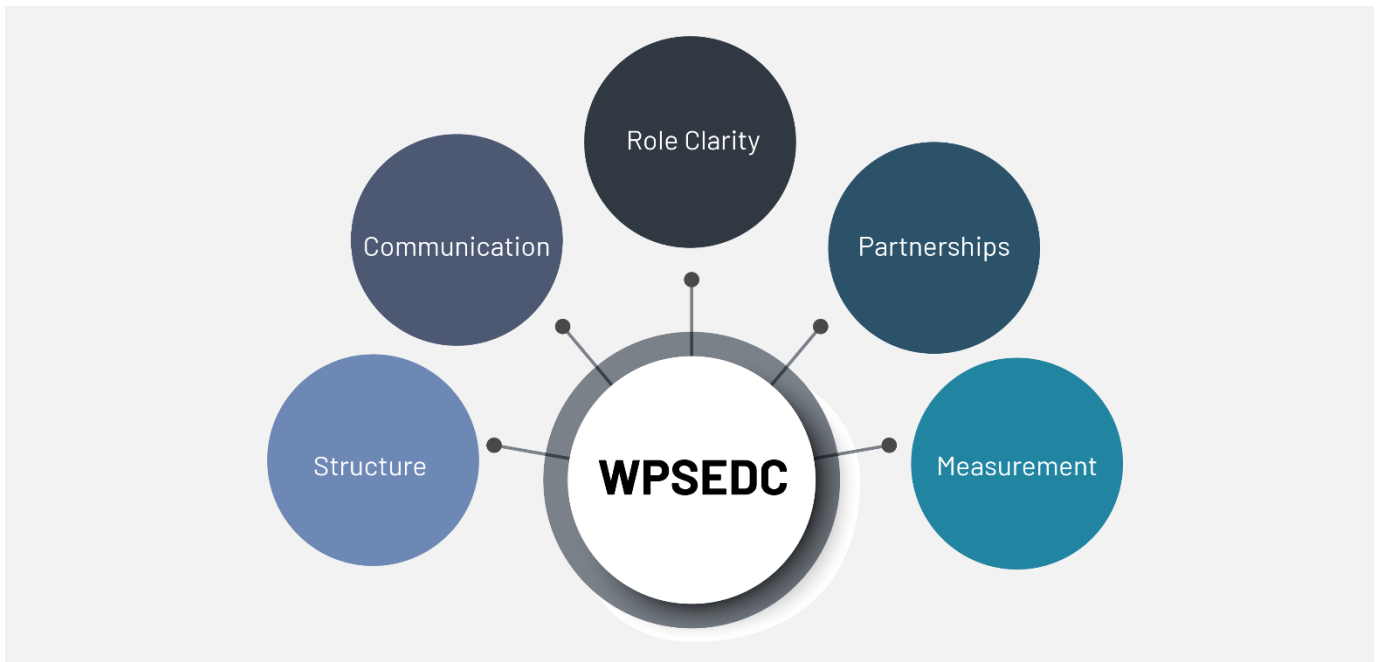 Role Clarity
Communication
Partnerships
Structure
WPSEDC
Measurement